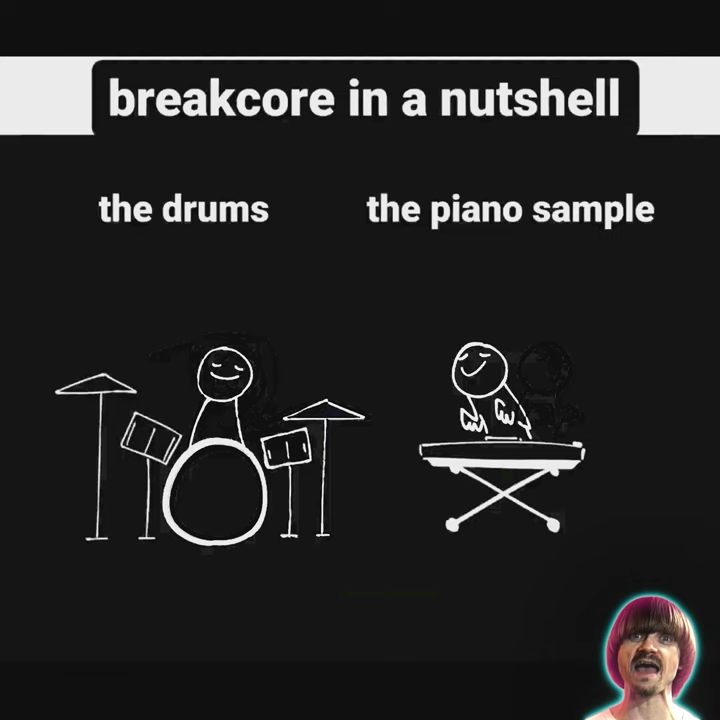 breakcore in a nutshell
the drums
the piano sample